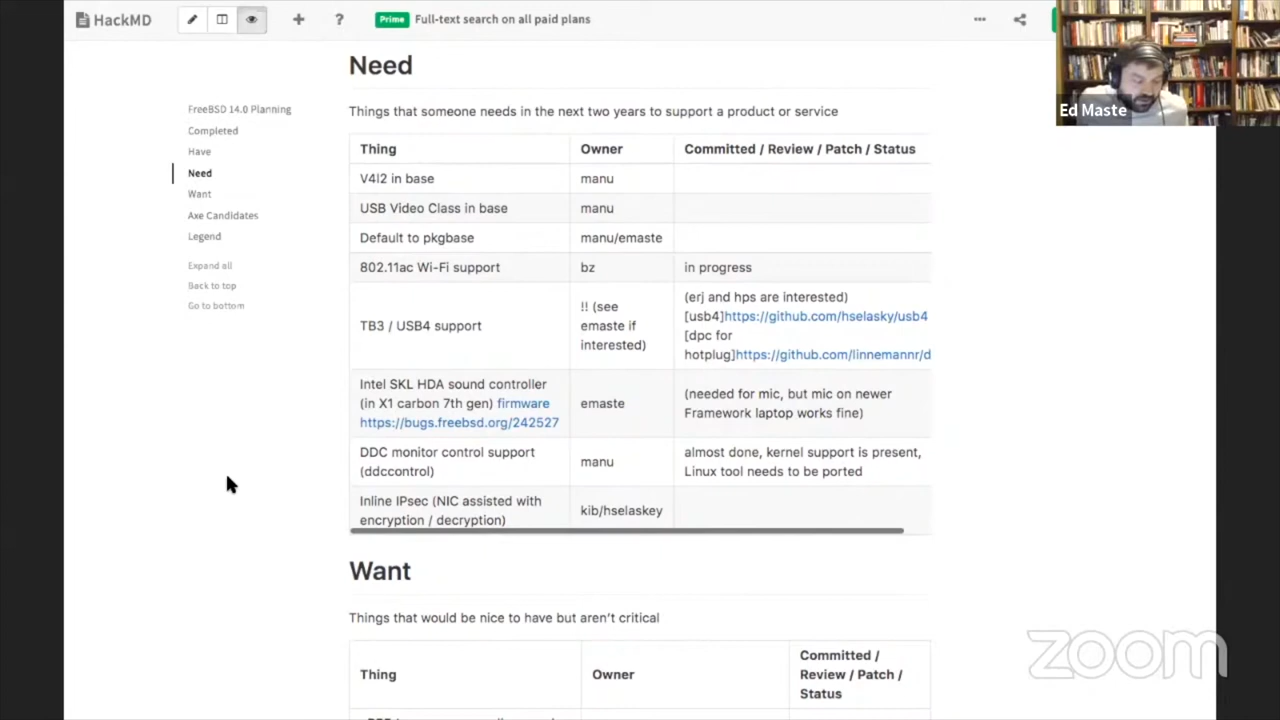 HackMD
Prime Full-text search on all paid plans
Ed Maste
FreeBSD 14.0 Planning
Completed
Have
Need
Want
Axe Candidates
Legend
Expand all
Back to top
Go to bottom
Need
Things that someone needs in the next two years to support a product or service
Thing Owner Committed / Review / Patch / Status
V4l2 in base manu
USB Video Class in base manu
Default to pkgbase manu/emaste
802.11ac Wi-Fi support bz in progress
TB3 / USB4 support
!! (see
emaste if
interested)
(erj and hps are interested)
[usb4]https://github.com/hselasky/usb4
[dpc for
hotplug]https://github.com/linnemannr/d
Intel SKL HDA sound controller
(in X1 carbon 7th gen) firmware
https://bugs.freebsd.org/242527
emaste
(needed for mic, but mic on newer
Framework laptop works fine)
DDC monitor control support
(ddccontrol)
manu
almost done, kernel support is present,
Linux tool needs to be ported
Inline IPsec (NIC assisted with
encryption / decryption)
kib/hselaskey
Want
Things that would be nice to have but aren't critical
Thing
Owner
Committed /
Review / Patch /
Status
zoom